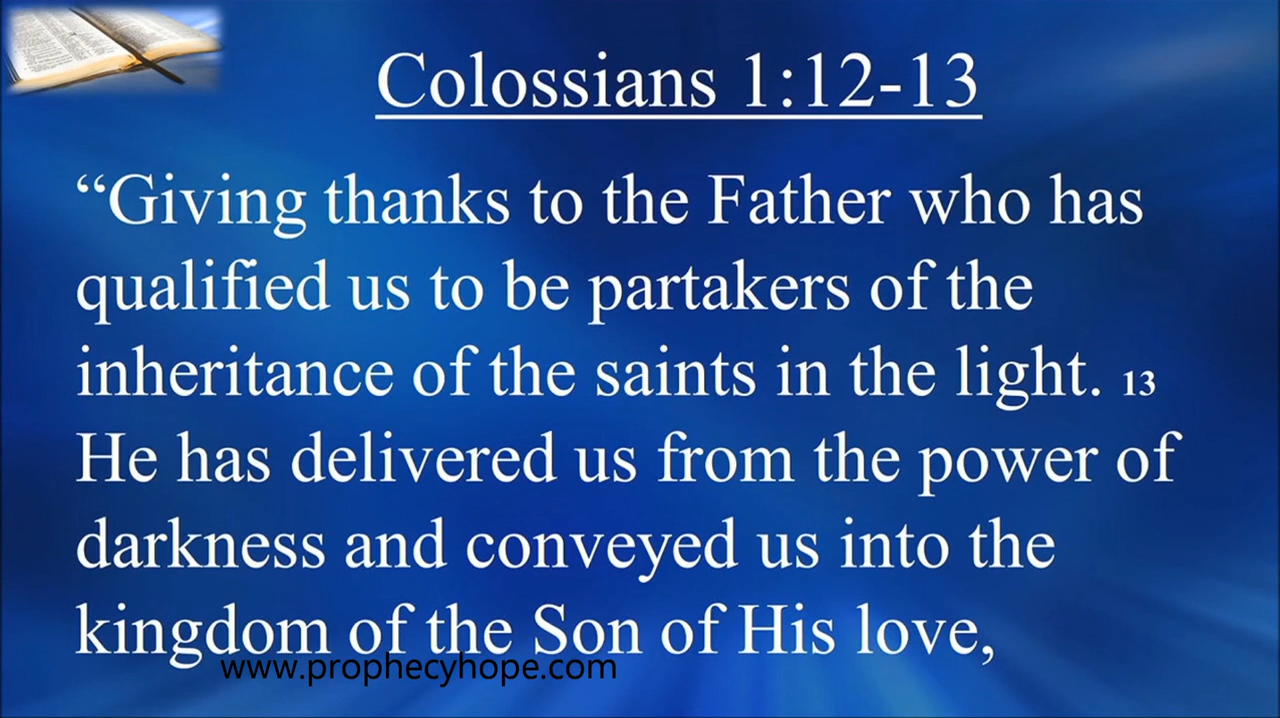 Colossians 1:12-13
“Giving thanks to the Father who has
qualified us to be partakers of the
inheritance of the saints in the light. 13
He has delivered us from the power of
darkness and conveyed us into the
kingdom of the Son of His love,
www.prophecyhope.com